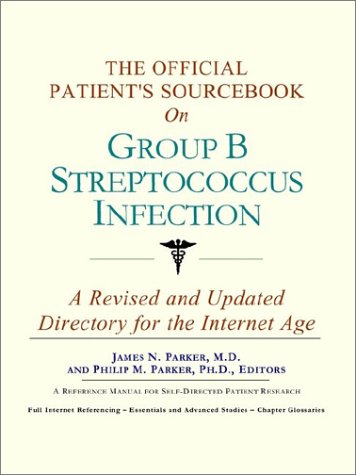 THE OFFICIAL
PATIENT'S SOURCEBOOK
On
GROUP B
STREPTOCOCCUS
INFECTION
A Revised and Updated
Directory for the Internet Age
JAMES N. PARKER, M.D.
AND PHILIP M. PARKER, PH.D., EDITORS
A REFERENCE MANUAL FOR SELF-DIRECTED PATIENT RESEARCH
Full Internet Referencing – Essentials and Advanced Studies – Chapter Glossaries